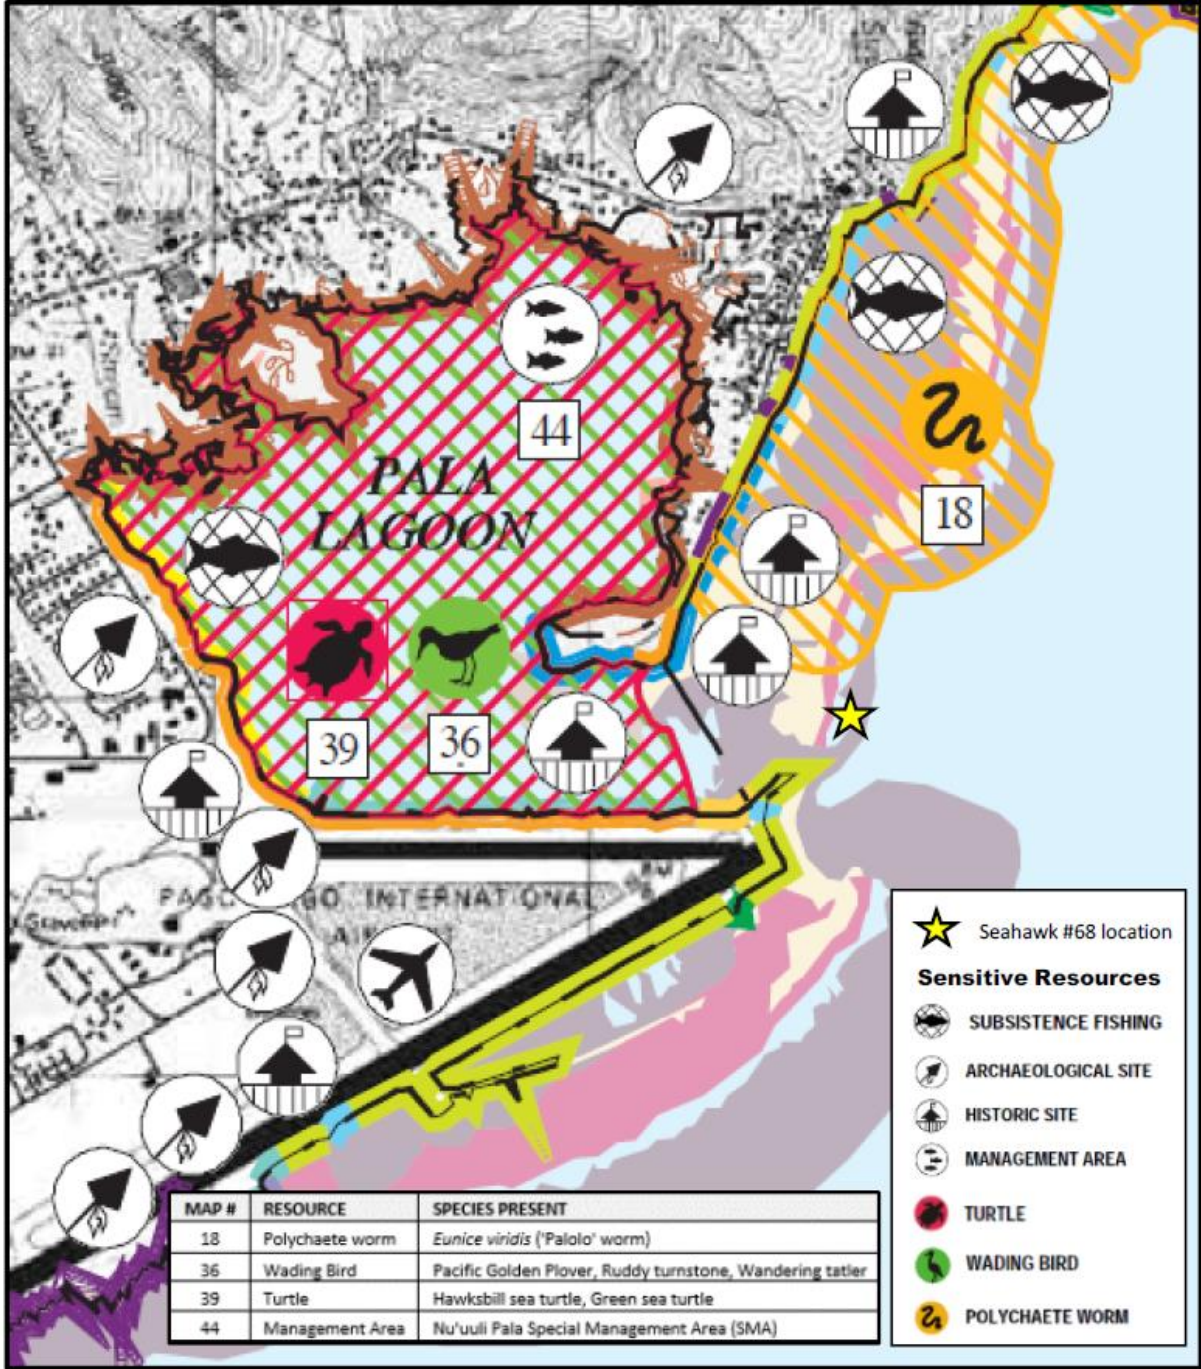 44
PALA
LAGOON
18
39
36
INTERNATIONAL
Seahawk #68 location
Sensitive Resources
SUBSISTENCE FISHING
ARCHAEOLOGICAL SITE
HISTORIC SITE
MANAGEMENT AREA
TURTLE
WADING BIRD
POLYCHAETE WORM
MAP # RESOURCE SPECIES PRESENT
18 Polychaete worm Eunice viridis ('Palolo' worm)
36 Wading Bird Pacific Golden Plover, Ruddy turnstone, Wandering tatler
39 Turtle Hawksbill sea turtle, Green sea turtle
44 Management Area Nu'uuli Pala Special Management Area (SMA)